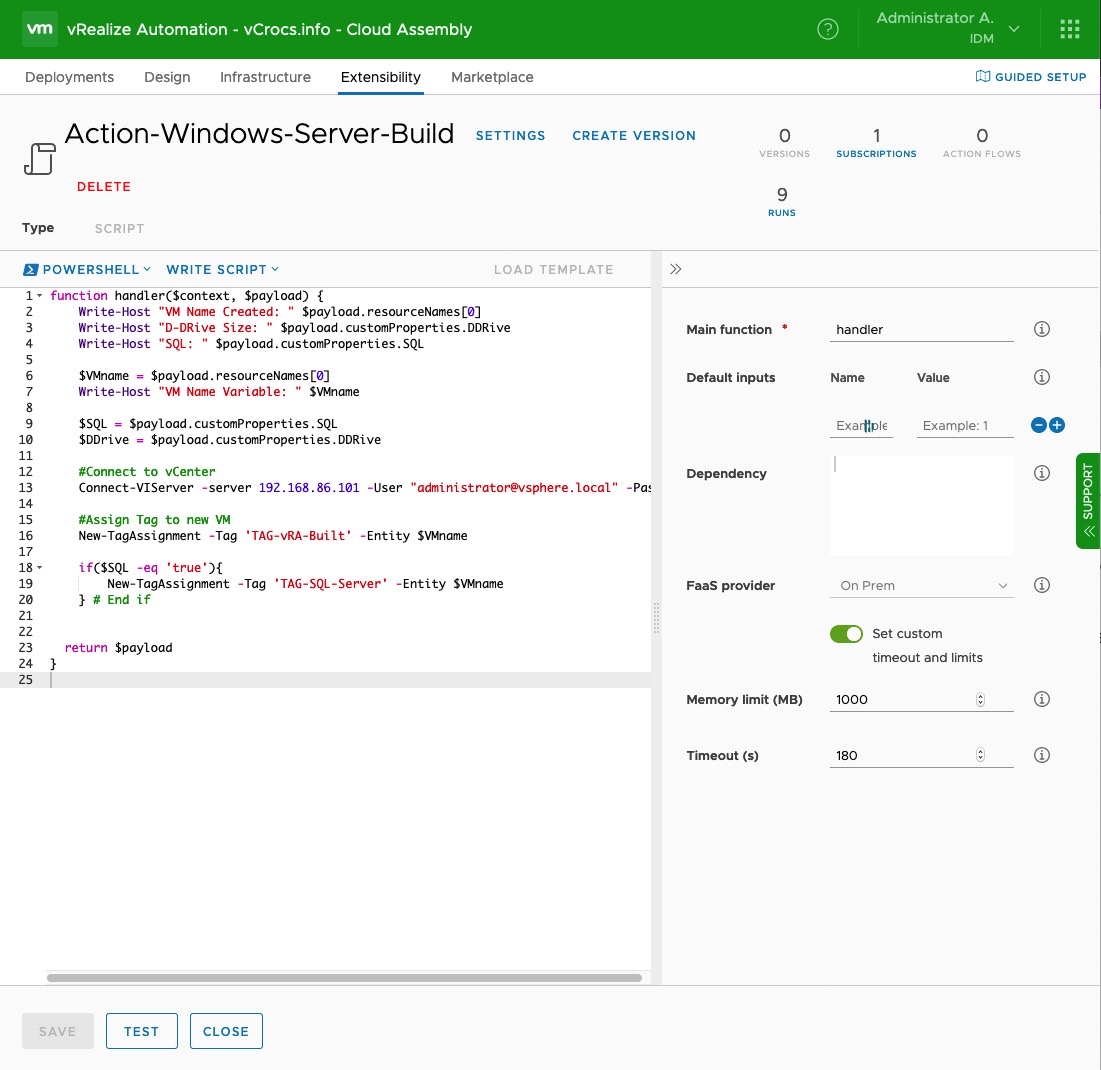 vm vRealize Automation - vCrocs.info - Cloud Assembly
Administrator A.
IDM
Deployments Design Infrastructure Extensibility Marketplace GUIDED SETUP
Action-Windows-Server-Build SETTINGS CREATE VERSION
DELETE
0 VERSIONS
1 SUBSCRIPTIONS
0 ACTION FLOWS
9 RUNS
Type SCRIPT
POWERSHELL WRITE SCRIPT LOAD TEMPLATE
1 function handler($context, $payload) {
2 Write-Host "VM Name Created: " $payload.resourceNames[0]
3 Write-Host "D-DRive Size: " $payload.customProperties.DDRive
4 Write-Host "SQL: " $payload.customProperties.SQL
5
6 $VMname = $payload.resourceNames[0]
7 Write-Host "VM Name Variable: " $VMname
8
9 $SQL = $payload.customProperties.SQL
10 $DDrive = $payload.customProperties.DDRive
11
12 #Connect to vCenter
13 Connect-VIServer -server 192.168.86.101 -User "administrator@vsphere.local" -Pas
14
15 #Assign Tag to new VM
16 New-TagAssignment -Tag 'TAG-vRA-Built' -Entity $VMname
17
18 if($SQL -eq 'true'){
19 New-TagAssignment -Tag 'TAG-SQL-Server' -Entity $VMname
20 } # End if
21
22
23 return $payload
24 }
25
Main function * handler
Default inputs Name Value
Example Example: 1
Dependency
FaaS provider On Prem
Set custom
timeout and limits
Memory limit (MB) 1000
Timeout (s) 180
SUPPORT
SAVE TEST CLOSE